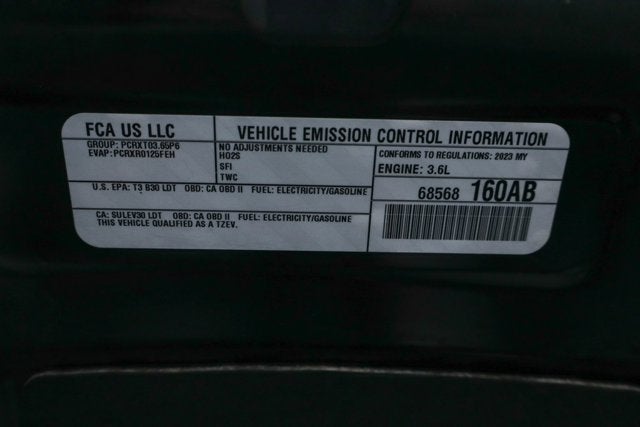 FCA US LLC
VEHICLE EMISSION CONTROL INFORMATION
GROUP: PCRXT03.65P6
EVAP: PCRXR0125FEH
NO ADJUSTMENTS NEEDED
HO2S
SFI
TWC
CONFORMS TO REGULATIONS: 2023 MY
ENGINE: 3.6L
U.S. EPA: T3 B30 LDT OBD: CA OBD II FUEL: ELECTRICITY/GASOLINE
68568 160AB
CA: SULEV30 LDT OBD: CA OBD II FUEL: ELECTRICITY/GASOLINE
THIS VEHICLE QUALIFIED AS A TZEV.